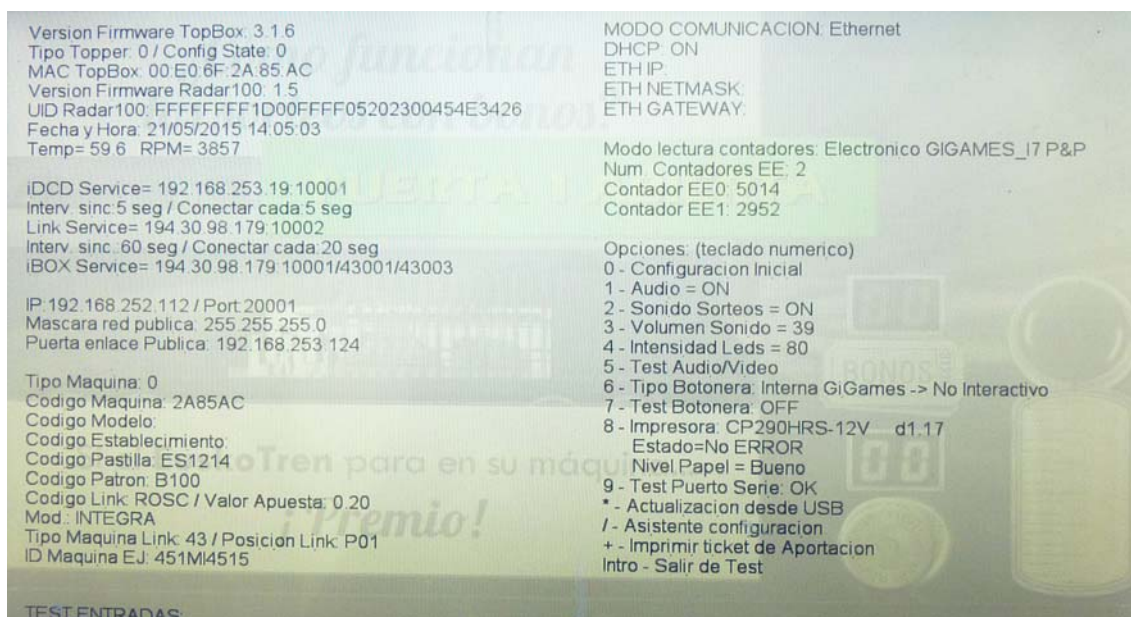 Version Firmware TopBox: 3.1.6
Tipo Topper: 0 / Config State: 0
MAC TopBox: 00:E0:6F:2A:85:AC
Version Firmware Radar100: 1.5
UID Radar100: FFFFFFFF1D00FFFF05202300454E3426
Fecha y Hora: 21/05/2015 14:05:03
Temp= 59.6 RPM= 3857
iDCD Service= 192.168.253.19:10001
Interv. sinc:5 seg / Conectar cada:5 seg
Link Service= 194.30.98.179:10002
Interv. sinc.:60 seg / Conectar cada:20 seg
iBOX Service= 194.30.98.179:10001/43001/43003
IP:192.168.252.112 / Port:20001
Mascara red publica: 255.255.255.0
Puerta enlace Publica: 192.168.253.124
Tipo Maquina: 0
Codigo Maquina: 2A85AC
Codigo Modelo:
Codigo Establecimiento:
Codigo Pastilla: ES1214
Codigo Patron: B100
Codigo Link: ROSC / Valor Apuesta: 0.20
Mod.: INTEGRA
Tipo Maquina Link: 43 / Posicion Link: P01
ID Maquina EJ: 451MI4515
TEST ENTRADAS:
MODO COMUNICACION: Ethernet
DHCP: ON
ETH IP:
ETH NETMASK:
ETH GATEWAY:
Modo lectura contadores: Electronico GIGAMES_I7 P&P
Num. Contadores EE: 2
Contador EE0: 5014
Contador EE1: 2952
Opciones: (teclado numerico)
0 - Configuracion Inicial
1 - Audio = ON
2 - Sonido Sorteos = ON
3 - Volumen Sonido = 39
4 - Intensidad Leds = 80
5 - Test Audio/Video
6 - Tipo Botonera: Interna GiGames -> No Interactivo
7 - Test Botonera: OFF
8 - Impresora: CP290HRS-12V d1.17
Estado=No ERROR
Nivel Papel = Bueno
9 - Test Puerto Serie: OK
* - Actualizacion desde USB
/ - Asistente configuracion
+ - Imprimir ticket de Aportacion
Intro - Salir de Test
funcionan
con bonos
PUERTA
BONOS
Tren para en su máqui
¡Premio!